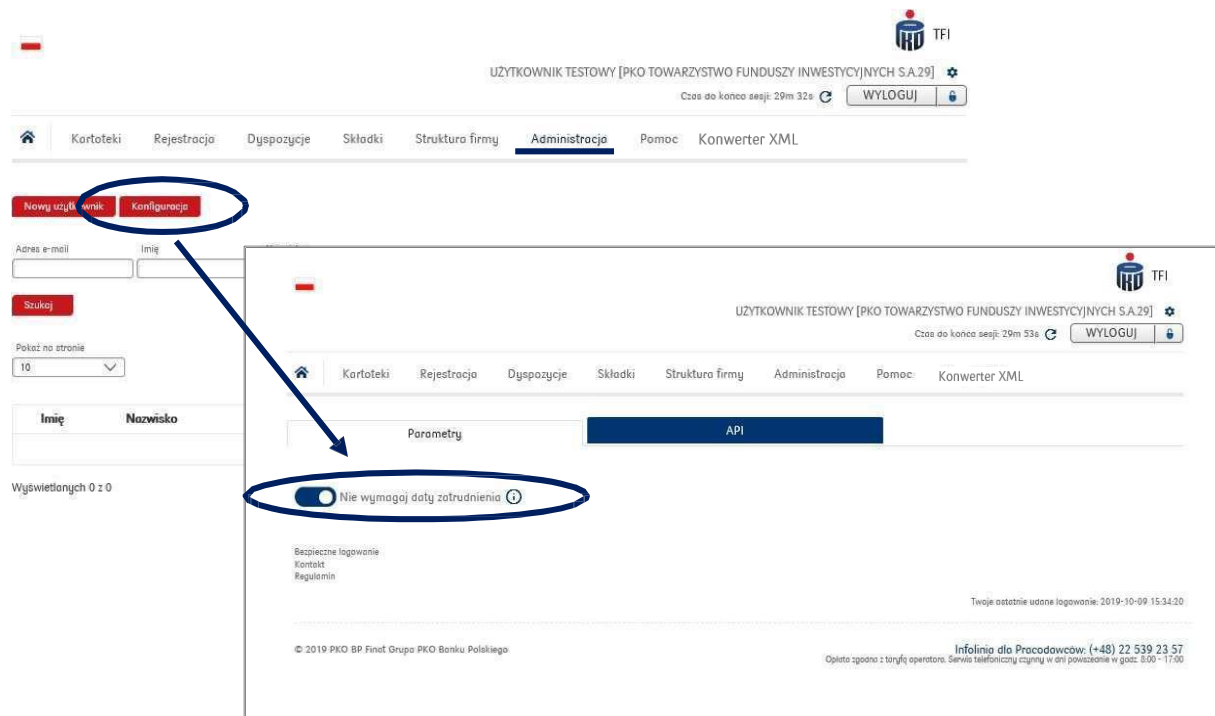 TFI
UŻYTKOWNIK TESTOWY [PKO TOWARZYSTWO FUNDUSZY INWESTYCYJNYCH S.A.29]
Czas do końca sesji: 29m 32s WYLOGUJ
Kartoteki Rejestracja Dyspozycje Składki Struktura firmy Administracja Pomoc Konwerter XML
Nowy użytkownik Konfiguracja
Adres e-mail Imię
Szukaj
Pokaż na stronie
10
Imię Nazwisko
Wyświetlanych 0 z 0
TFI
UŻYTKOWNIK TESTOWY [PKO TOWARZYSTWO FUNDUSZY INWESTYCYJNYCH S.A.29]
Czas do końca sesji: 29m 53s WYLOGUJ
Kartoteki Rejestracja Dyspozycje Składki Struktura firmy Administracja Pomoc Konwerter XML
Parametry API
Nie wymagaj daty zatrudnienia
Bezpieczne logowanie
Kontakt
Regulamin
Twoje ostatnie udane logowanie: 2019-10-09 15:34:20
© 2019 PKO BP Finat Grupa PKO Banku Polskiego
Infolinia dla Pracodawców: (+48) 22 539 23 57
Opłata zgodna z taryfą operatora. Serwis telefoniczny czynny w dni powszednie w godz. 8:00 - 17:00